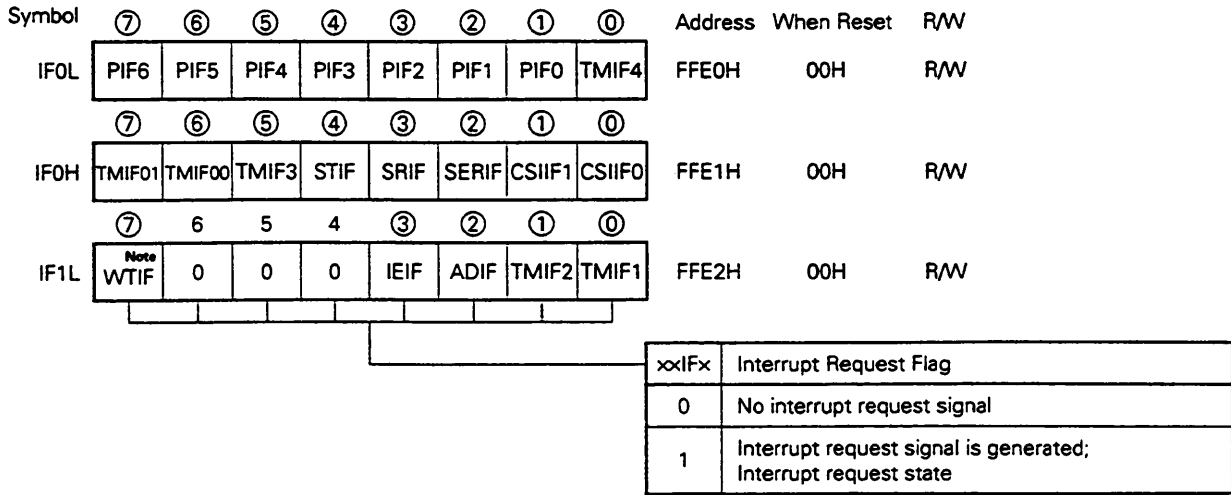 Symbol ⑦ ⑥ ⑤ ④ ③ ② ① ⓪ Address When Reset R/W
IF0L PIF6 PIF5 PIF4 PIF3 PIF2 PIF1 PIF0 TMIF4 FFE0H 00H R/W
⑦ ⑥ ⑤ ④ ③ ② ① ⓪
IF0H TMIF01 TMIF00 TMIF3 STIF SRIF SERIF CSIIF1 CSIIF0 FFE1H 00H R/W
⑦ 6 5 4 ③ ② ① ⓪
IF1L WTIF Note 0 0 0 IEIF ADIF TMIF2 TMIF1 FFE2H 00H R/W
××IF× Interrupt Request Flag
0 No interrupt request signal
1 Interrupt request signal is generated;
Interrupt request state